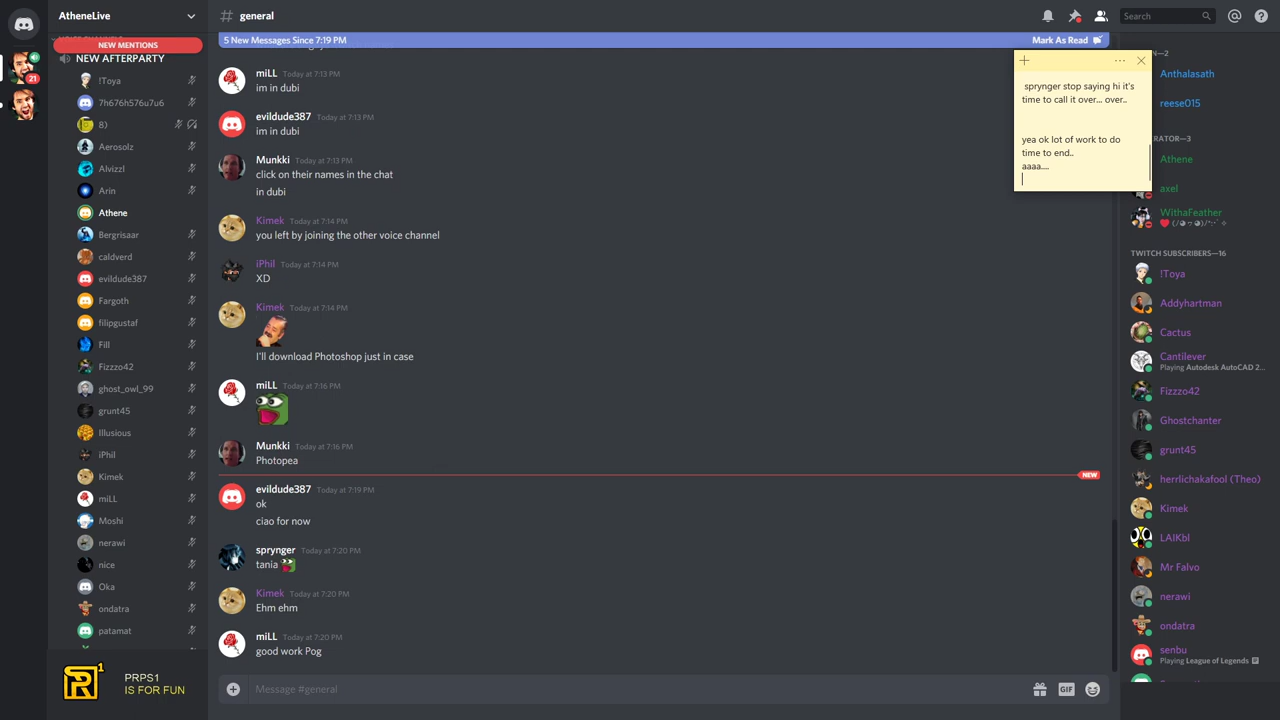 AtheneLive
NEW MENTIONS
NEW AFTERPARTY
!Toya
7h676h576u7u6
8)
Aerosolz
Alvizzl
Arin
Athene
Bergrisaar
caldverd
evildude387
Fargoth
filipgustaf
Fill
Fizzzo42
ghost_owl_99
grunt45
Illusious
iPhil
Kimek
miLL
Moshi
nerawi
nice
Oka
ondatra
patamat
21
PRPS1
IS FOR FUN
# general
Search
5 New Messages Since 7:19 PM
Mark As Read
miLL Today at 7:13 PM
im in dubi
evildude387 Today at 7:13 PM
im in dubi
Munkki Today at 7:13 PM
click on their names in the chat
in dubi
Kimek Today at 7:14 PM
you left by joining the other voice channel
iPhil Today at 7:14 PM
XD
Kimek Today at 7:14 PM
I'll download Photoshop just in case
miLL Today at 7:16 PM
Munkki Today at 7:16 PM
Photopea
NEW
evildude387 Today at 7:19 PM
ok
ciao for now
sprynger Today at 7:20 PM
tania
Kimek Today at 7:20 PM
Ehm ehm
miLL Today at 7:20 PM
good work Pog
Message #general
GIF
sprynger stop saying hi it's
time to call it over... over..
yea ok lot of work to do
time to end..
aaaa....
—2
Anthalasath
reese015
RATOR—3
Athene
axel
WithaFeather
TWITCH SUBSCRIBERS—16
!Toya
Addyhartman
Cactus
Cantilever
Playing Autodesk AutoCAD 2...
Fizzzo42
Ghostchanter
grunt45
herrlichakafool (Theo)
Kimek
LAIKbl
Mr Falvo
nerawi
ondatra
senbu
Playing League of Legends